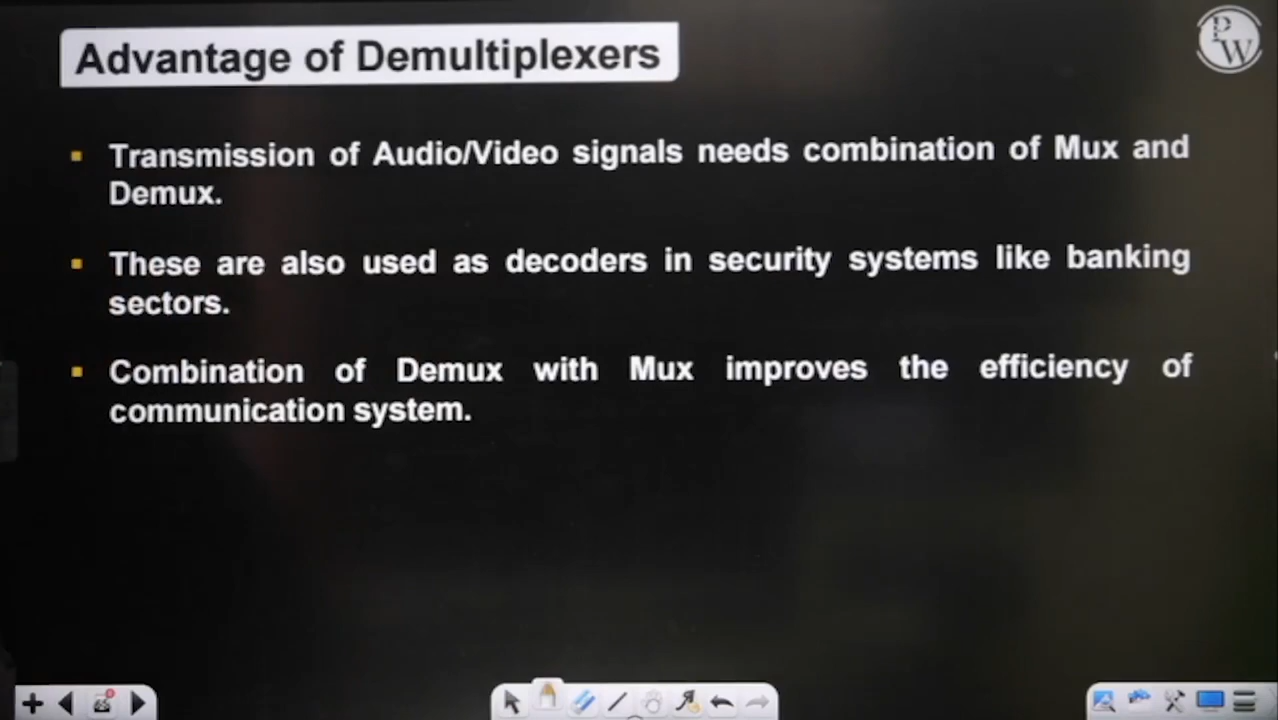 Advantage of Demultiplexers
PW
Transmission of Audio/Video signals needs combination of Mux and
Demux.
These are also used as decoders in security systems like banking
sectors.
Combination of Demux with Mux improves the efficiency of
communication system.